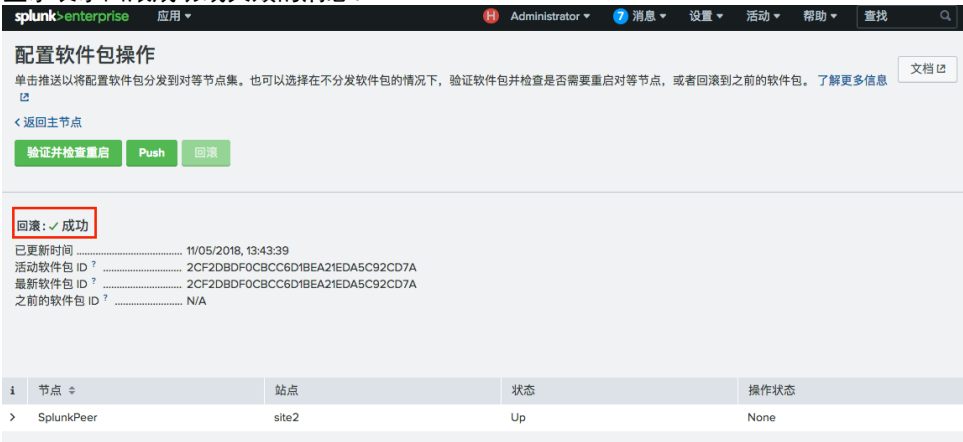 splunk>enterprise 应用 H Administrator 7 消息 设置 活动 帮助 查找
配置软件包操作
文档
单击推送以将配置软件包分发到对等节点集。也可以选择在不分发软件包的情况下，验证软件包并检查是否需要重启对等节点，或者回滚到之前的软件包。 了解更多信息
返回主节点
验证并检查重启 Push 回滚
回滚: ✓ 成功
已更新时间 ................................ 11/05/2018, 13:43:39
活动软件包 ID ? ........................ 2CF2DBDF0CBCC6D1BEA21EDA5C92CD7A
最新软件包 ID ? ........................ 2CF2DBDF0CBCC6D1BEA21EDA5C92CD7A
之前的软件包 ID ? ..................... N/A
i 节点 站点 状态 操作状态
> SplunkPeer site2 Up None